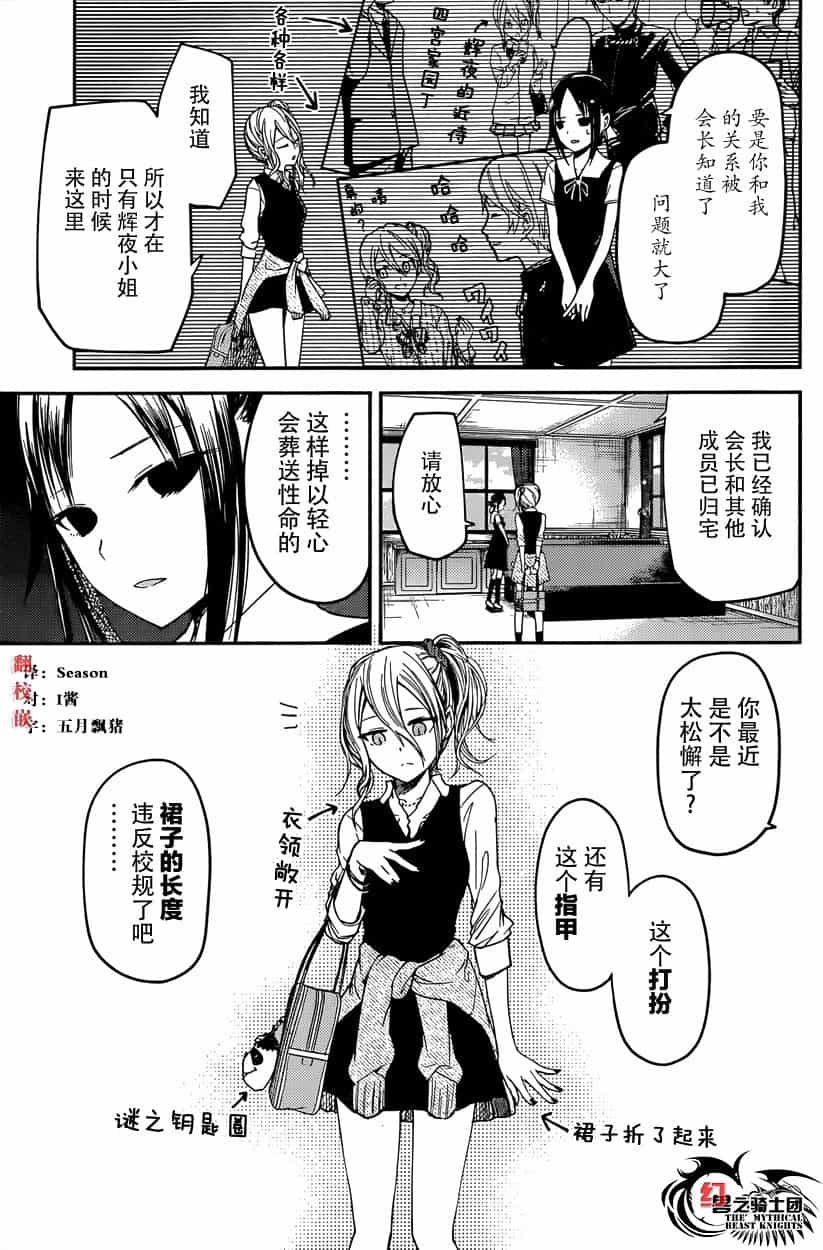 要是你和我
的关系被
会长知道了
问题就大了
辉夜的近侍
四宫家园丁
各种各样
哈
哈
哈
哈
我知道
所以才在
只有辉夜小姐
的时候
来这里
我已经确认
会长和其他
成员已归宅
请放心
………
这样掉以轻心
会葬送性命的
翻校嵌
译：Season
对：I酱
字：五月飘猪
你最近
是不是
太松懈了？
这个打扮
还有
这个指甲
衣领敞开
裙子的长度
违反校规了吧
………
谜之钥匙圈
裙子折了起来
幻兽之骑士团
THE MYTHICAL
BEAST KNIGHTS